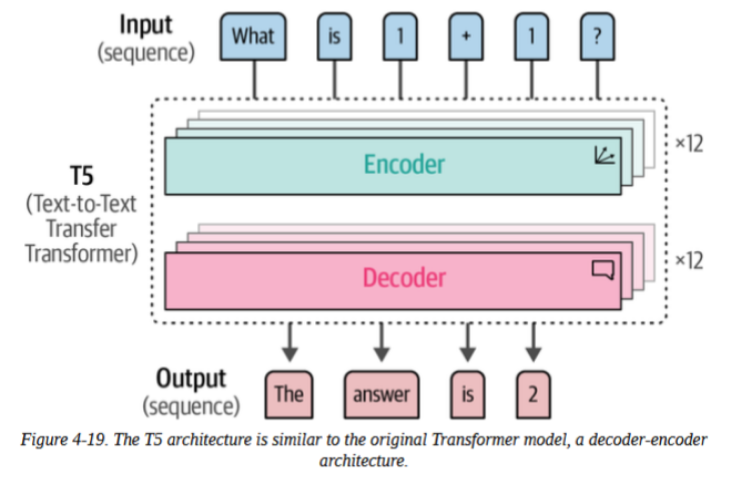 Input
(sequence)
What is 1 + 1 ?
Encoder
×12
T5
(Text-to-Text
Transfer
Transformer)
Decoder
×12
Output
(sequence)
The answer is 2
Figure 4-19. The T5 architecture is similar to the original Transformer model, a decoder-encoder
architecture.